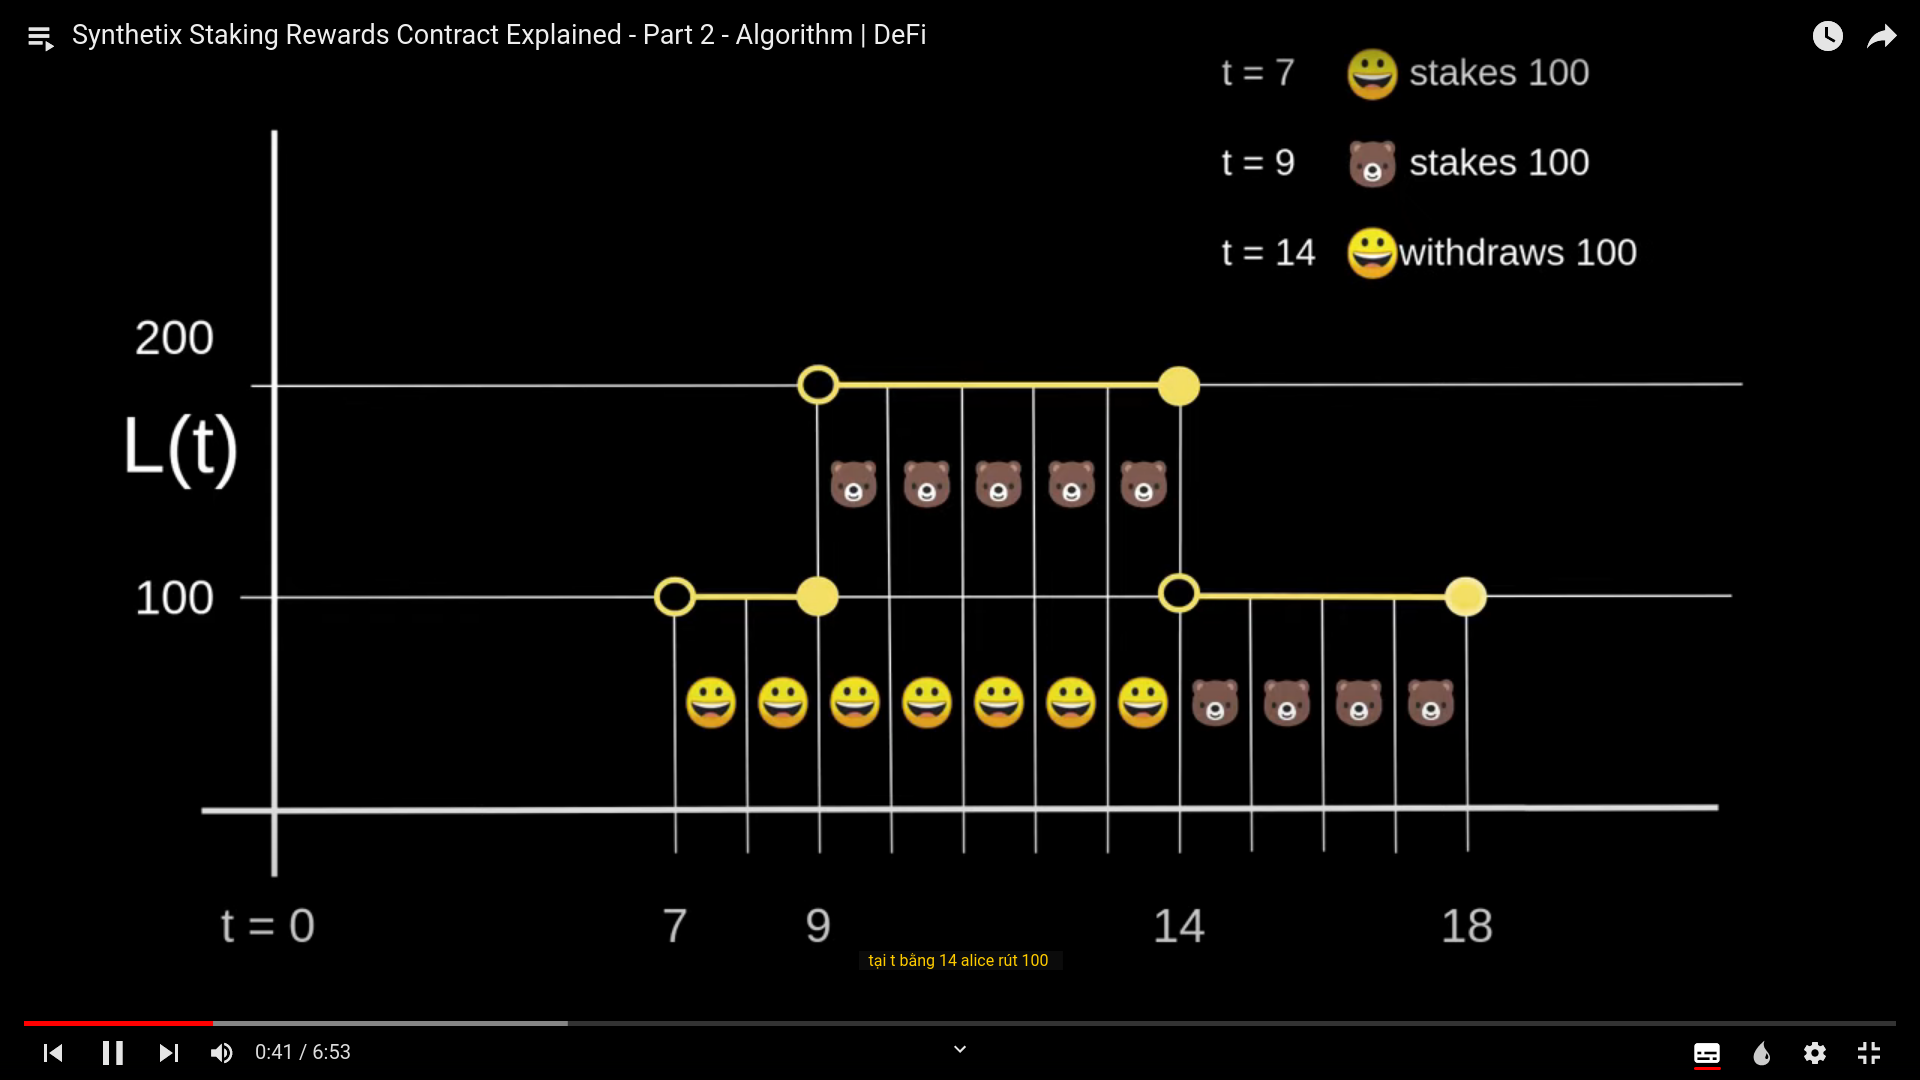 Synthetix Staking Rewards Contract Explained - Part 2 - Algorithm | DeFi
t = 7 stakes 100
t = 9 stakes 100
t = 14 withdraws 100
200
L(t)
100
t = 0 7 9 14 18
tại t bằng 14 alice rút 100
0:41 / 6:53